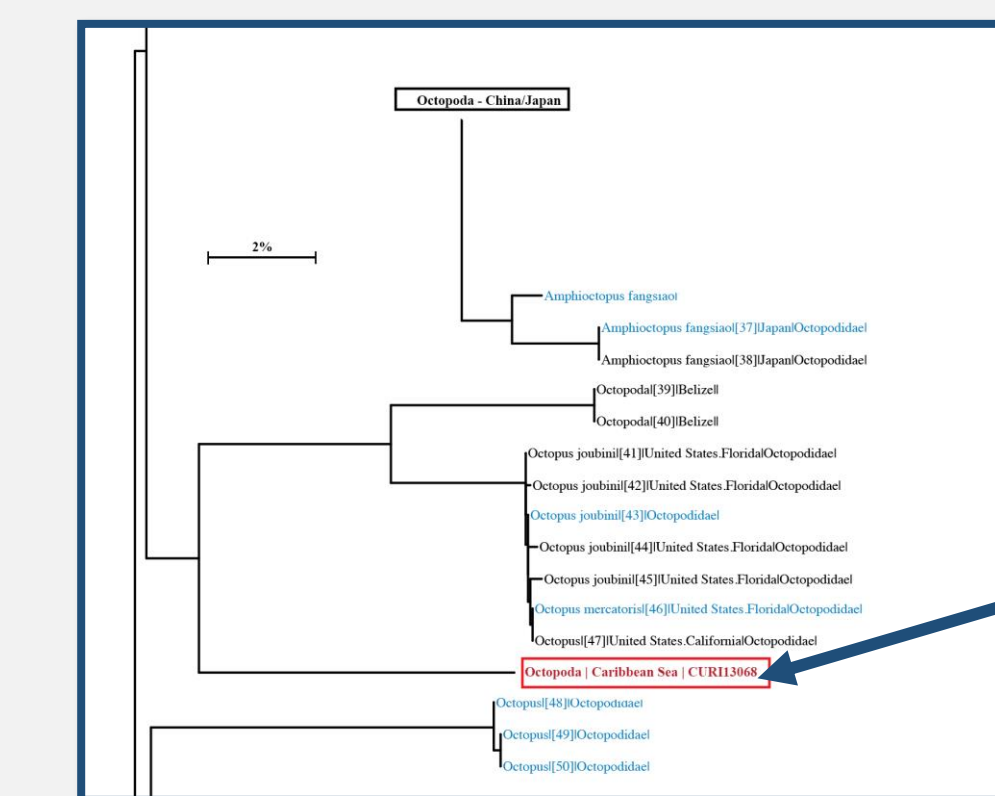 Octopoda - China/Japan
2%
Amphioctopus fangsiao|
Amphioctopus fangsiao|[37]|Japan|Octopodidae|
Amphioctopus fangsiao|[38]|Japan|Octopodidae|
Octopoda|[39]|Belize||
Octopoda|[40]|Belize||
Octopus joubini|[41]|United States.Florida|Octopodidae|
Octopus joubini|[42]|United States.Florida|Octopodidae|
Octopus joubini|[43]|Octopodidae|
Octopus joubini|[44]|United States.Florida|Octopodidae|
Octopus joubini|[45]|United States.Florida|Octopodidae|
Octopus mercatoris|[46]|United States.Florida|Octopodidae|
Octopus|[47]|United States.California|Octopodidae|
Octopoda | Caribbean Sea | CURI13068
Octopus|[48]|Octopodidae|
Octopus|[49]|Octopodidae|
Octopus|[50]|Octopodidae|